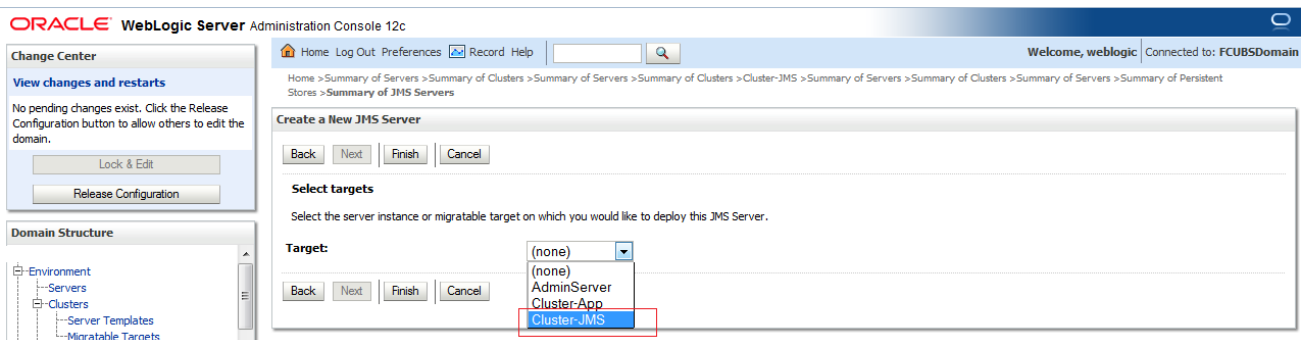 ORACLE WebLogic Server Administration Console 12c
Change Center
View changes and restarts
No pending changes exist. Click the Release
Configuration button to allow others to edit the
domain.
Lock & Edit
Release Configuration
Domain Structure
Environment
Servers
Clusters
Server Templates
Migratable Targets
Home Log Out Preferences Record Help
Welcome, weblogic Connected to: FCUBSDomain
Home >Summary of Servers >Summary of Clusters >Summary of Servers >Summary of Clusters >Cluster-JMS >Summary of Servers >Summary of Clusters >Summary of Servers >Summary of Persistent
Stores >Summary of JMS Servers
Create a New JMS Server
Back Next Finish Cancel
Select targets
Select the server instance or migratable target on which you would like to deploy this JMS Server.
Target:
(none)
(none)
AdminServer
Cluster-App
Cluster-JMS
Back Next Finish Cancel